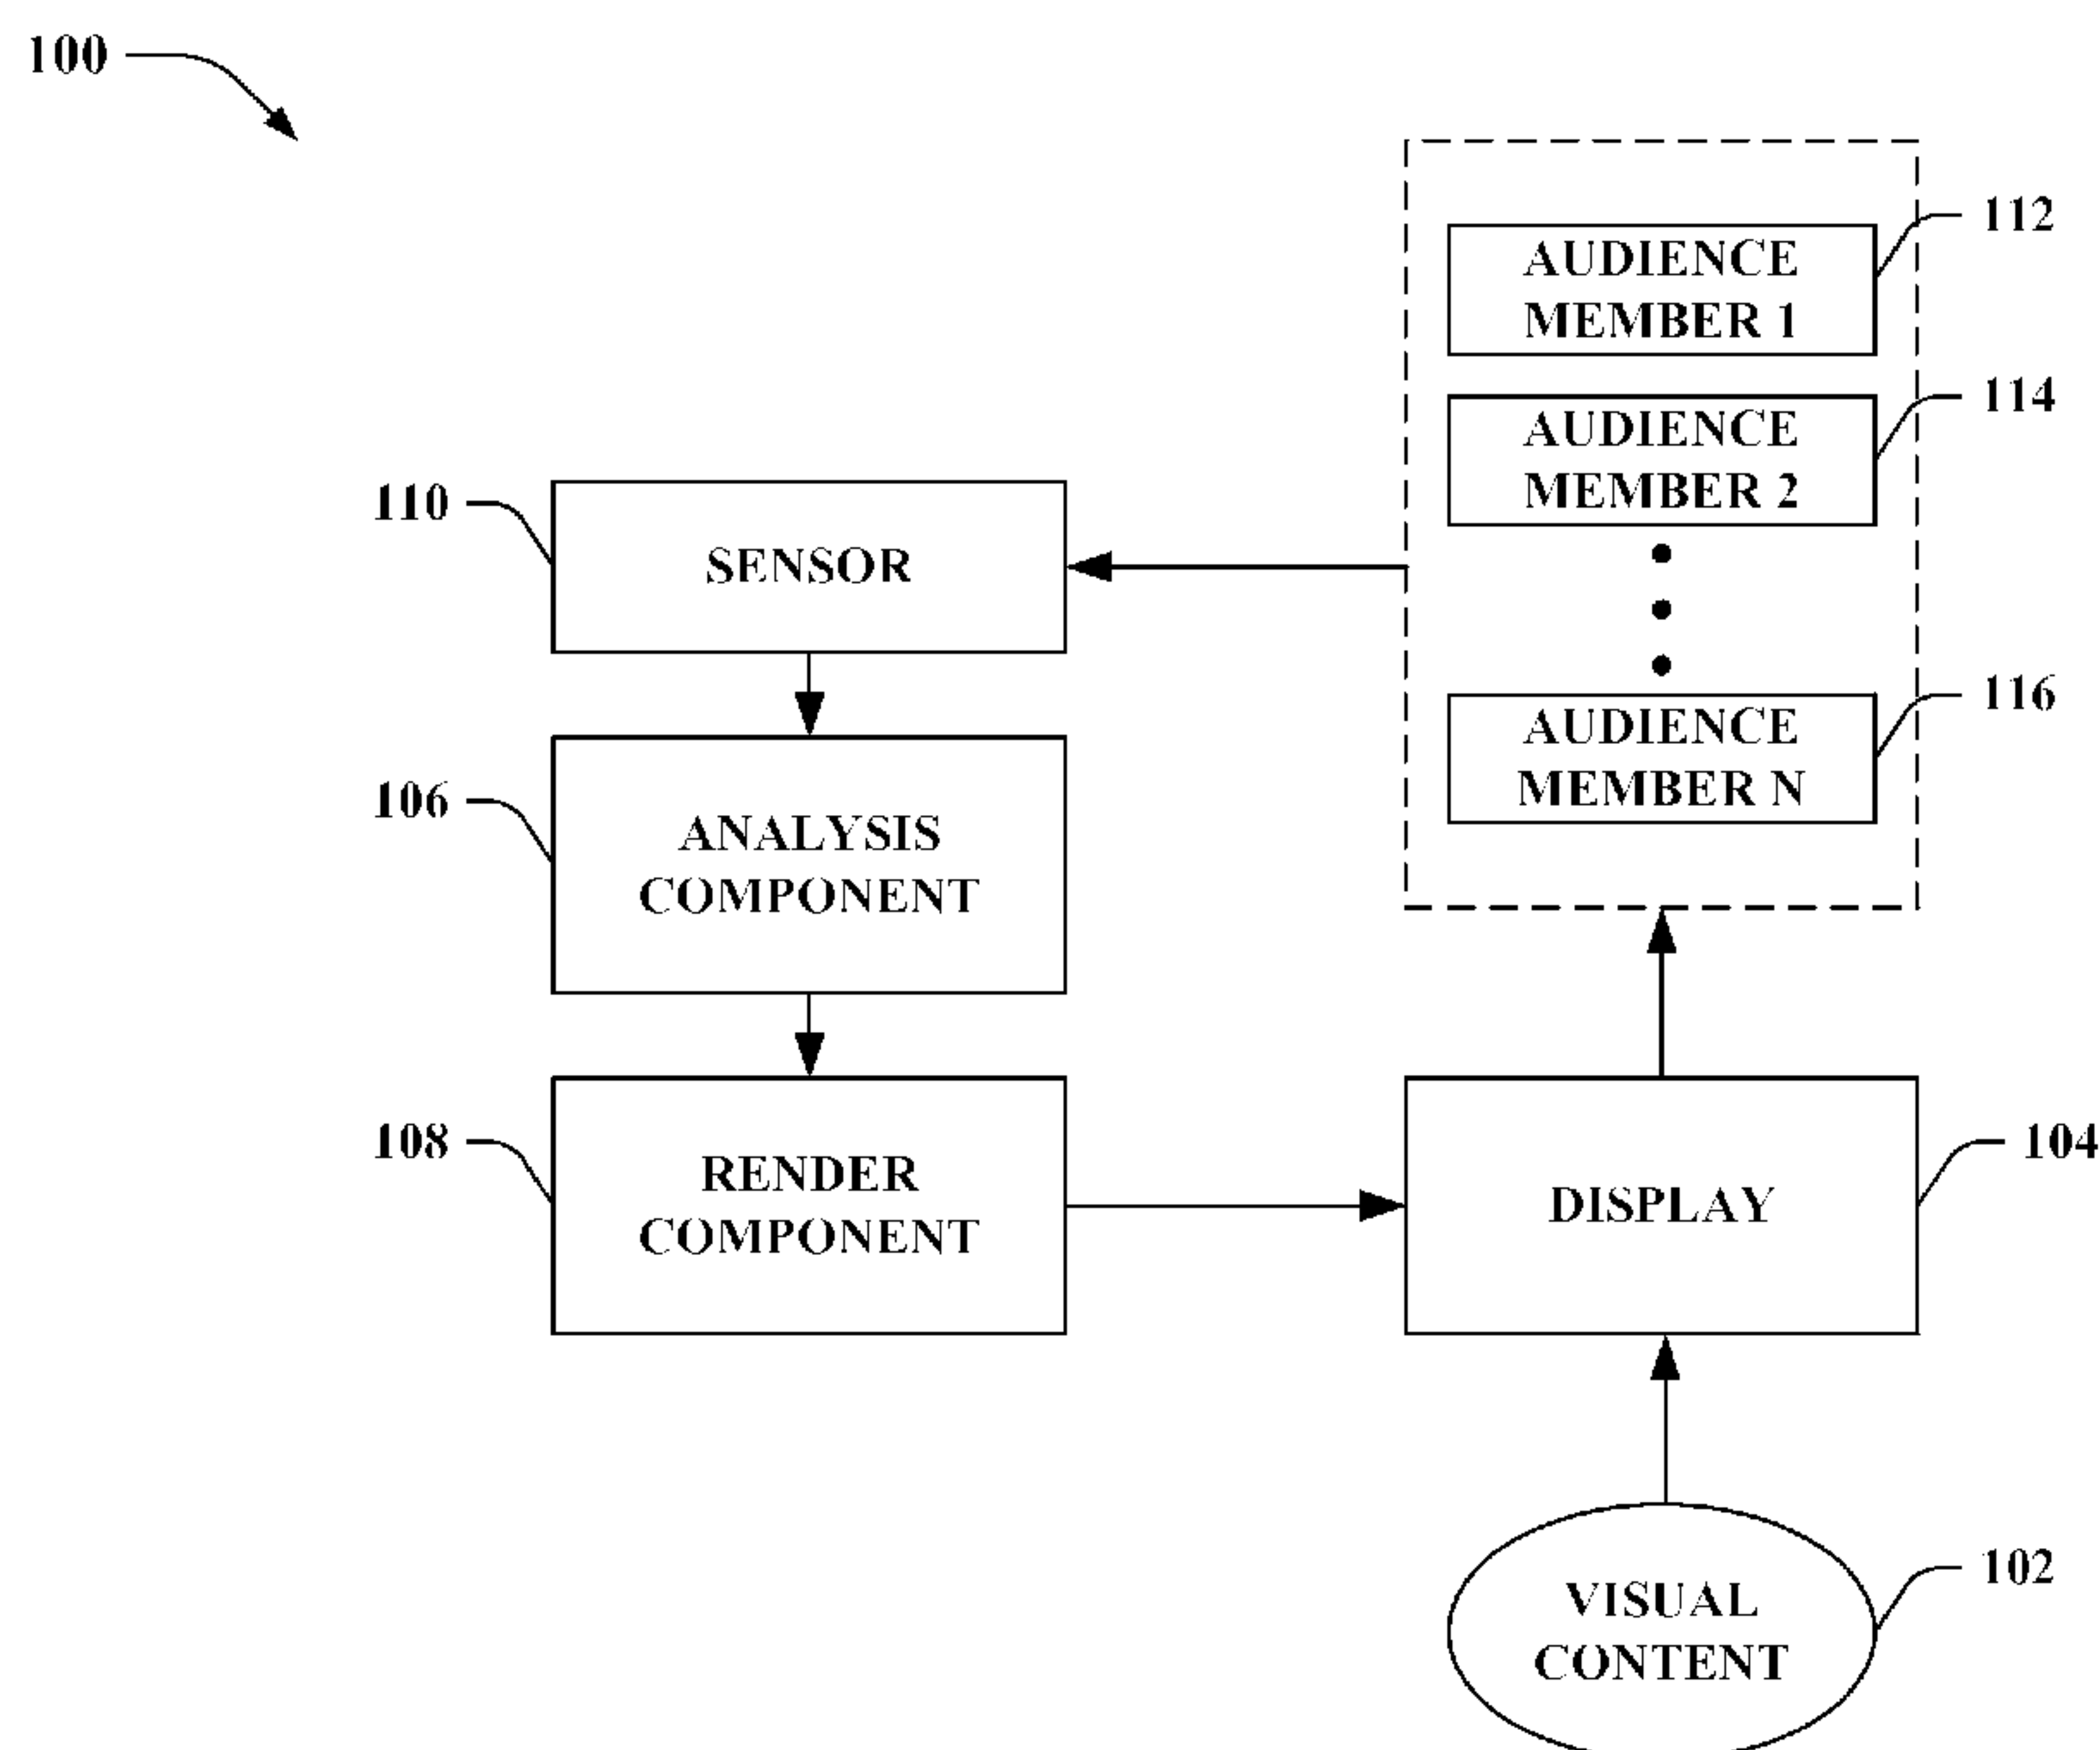 100
112
AUDIENCE
MEMBER 1
114
AUDIENCE
MEMBER 2
110
SENSOR
116
AUDIENCE
MEMBER N
106
ANALYSIS
COMPONENT
108
RENDER
COMPONENT
104
DISPLAY
102
VISUAL
CONTENT